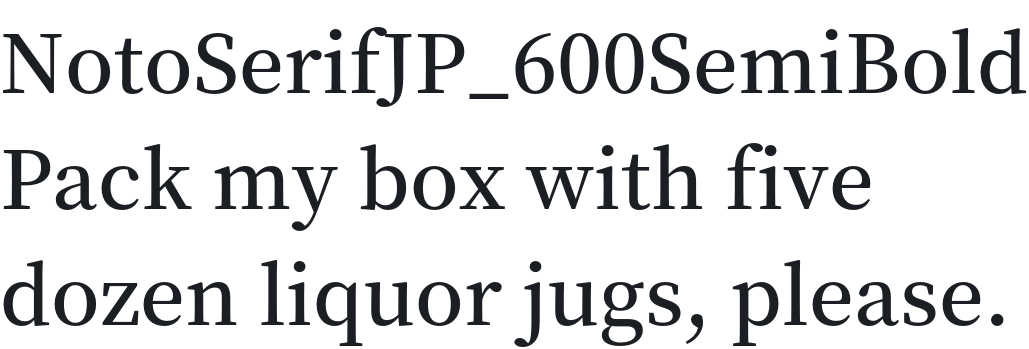 NotoSerifJP_600SemiBold
Pack my box with five
dozen liquor jugs, please.